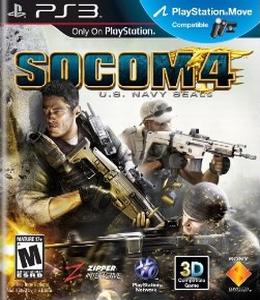 PS3
Only On PlayStation.
PlayStation®Move
Compatible
SOCOM 4
U.S. NAVY SEALs
MATURE 17+
M
ESRB
ZIPPER
INTERACTIVE
PlayStation
Network
3D
Compatible
Game
SONY